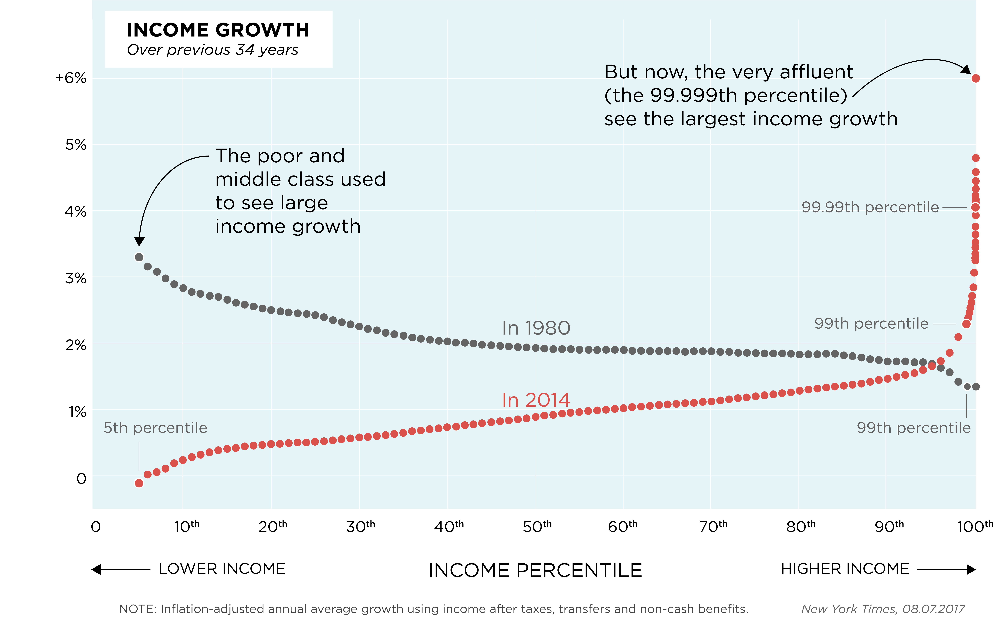 INCOME GROWTH
Over previous 34 years
+6%
5%
4%
3%
2%
1%
0
But now, the very affluent
(the 99.999th percentile)
see the largest income growth
The poor and
middle class used
to see large
income growth
99.99th percentile
In 1980
99th percentile
In 2014
5th percentile
99th percentile
0 10th 20th 30th 40th 50th 60th 70th 80th 90th 100th
LOWER INCOME INCOME PERCENTILE HIGHER INCOME
NOTE: Inflation-adjusted annual average growth using income after taxes, transfers and non-cash benefits. New York Times, 08.07.2017